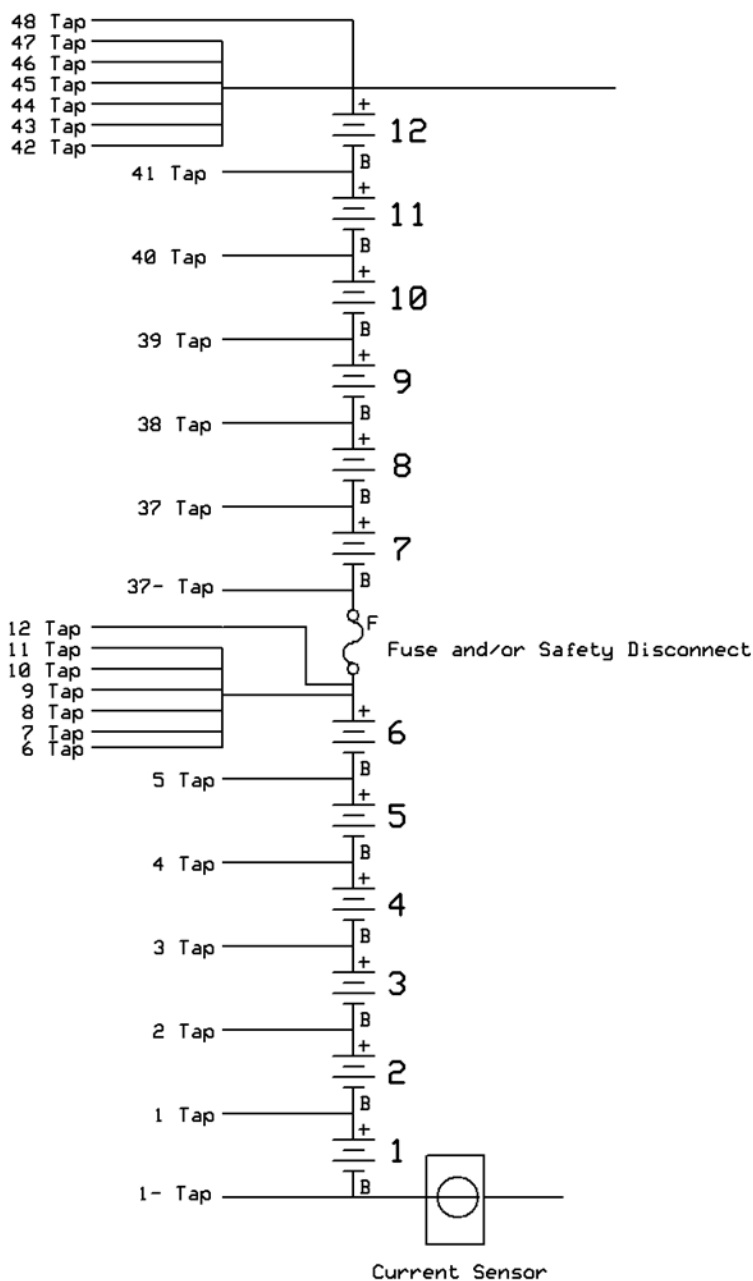 48 Tap
47 Tap
46 Tap
45 Tap
44 Tap
43 Tap
42 Tap
+
12
B
41 Tap
+
11
B
40 Tap
+
10
B
39 Tap
+
9
B
38 Tap
+
8
B
37 Tap
+
7
B
37- Tap
F
12 Tap
11 Tap
Fuse and/or Safety Disconnect
10 Tap
9 Tap
8 Tap
+
7 Tap
6
6 Tap
B
5 Tap
+
5
B
4 Tap
+
4
B
3 Tap
+
3
B
2 Tap
+
2
B
1 Tap
+
1
B
1- Tap
Current Sensor